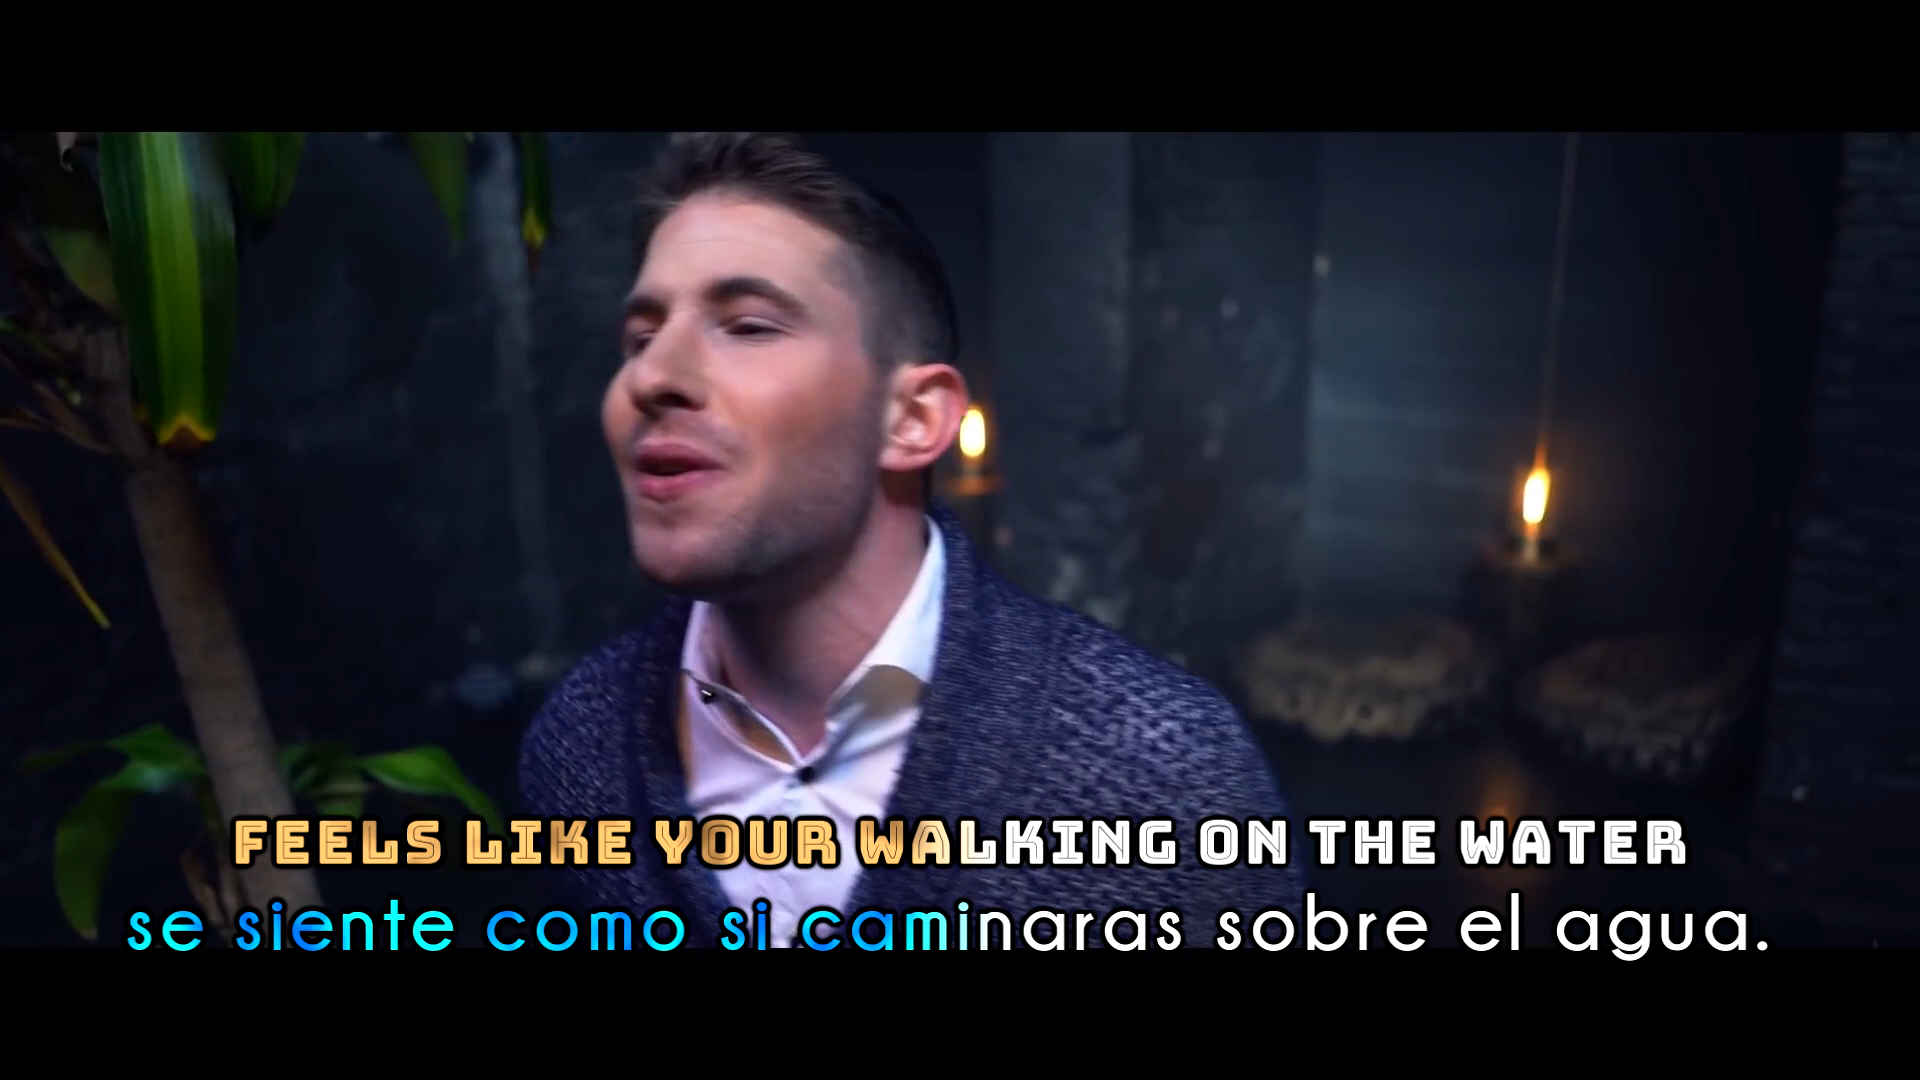 FEELS LIKE YOUR WALKING ON THE WATER
se siente como si caminaras sobre el agua.